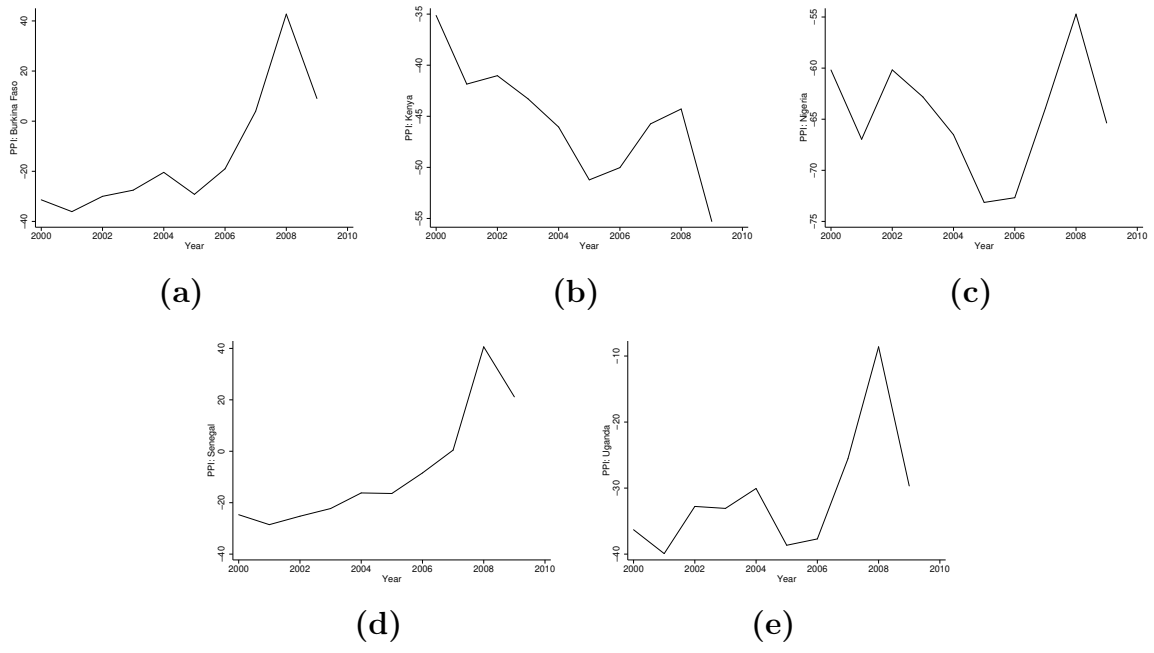 PPI: Burkina Faso
40
20
0
−20
−40
2000 2002 2004 2006 2008 2010
Year
(a)
PPI: Kenya
−35
−40
−45
−50
−55
2000 2002 2004 2006 2008 2010
Year
(b)
PPI: Nigeria
−55
−60
−65
−70
−75
2000 2002 2004 2006 2008 2010
Year
(c)
PPI: Senegal
40
20
0
−20
−40
2000 2002 2004 2006 2008 2010
Year
(d)
PPI: Uganda
−10
−20
−30
−40
2000 2002 2004 2006 2008 2010
Year
(e)